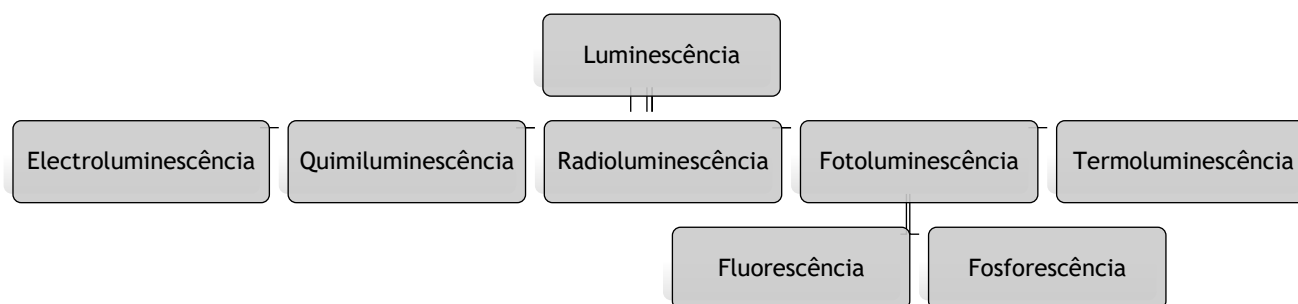 Luminescência
Electroluminescência
Quimiluminescência
Radioluminescência
Fotoluminescência
Termoluminescência
Fluorescência
Fosforescência